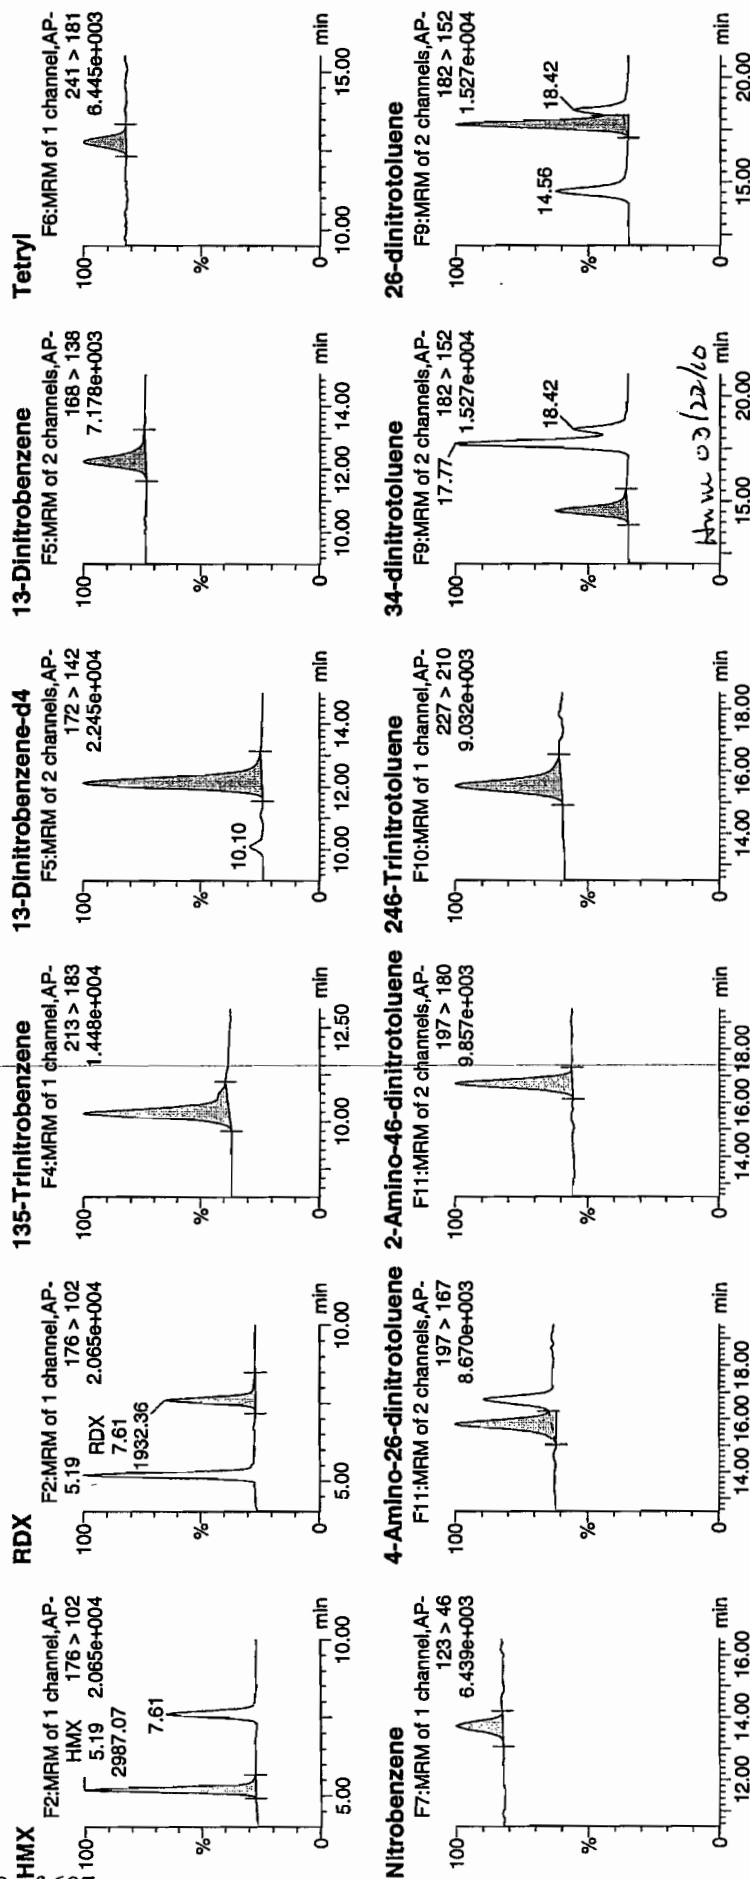 HMX
F2:MRM of 1 channel,AP-
176 > 102
2.065e+004
HMX
5.19
2987.07
7.61
100
%
0
5.00 10.00 min
RDX
F2:MRM of 1 channel,AP-
176 > 102
2.065e+004
5.19
RDX
7.61
1932.36
100
%
0
5.00 10.00 min
135-Trinitrobenzene
F4:MRM of 1 channel,AP-
213 > 183
1.448e+004
100
%
0
10.00 12.50 min
13-Dinitrobenzene-d4
F5:MRM of 2 channels,AP-
172 > 142
2.245e+004
10.10
100
%
0
10.00 12.00 14.00 min
13-Dinitrobenzene
F5:MRM of 2 channels,AP-
168 > 138
7.178e+003
100
%
0
10.00 12.00 14.00 min
Tetryl
F6:MRM of 1 channel,AP-
241 > 181
6.445e+003
100
%
0
10.00 15.00 min
Nitrobenzene
F7:MRM of 1 channel,AP-
123 > 46
6.439e+003
100
%
0
12.00 14.00 16.00 min
4-Amino-26-dinitrotoluene
F11:MRM of 2 channels,AP-
197 > 167
8.670e+003
100
%
0
14.00 16.00 18.00 min
2-Amino-46-dinitrotoluene
F11:MRM of 2 channels,AP-
197 > 180
9.857e+003
100
%
0
14.00 16.00 18.00 min
246-Trinitrotoluene
F10:MRM of 1 channel,AP-
227 > 210
9.032e+003
100
%
0
14.00 16.00 18.00 min
34-dinitrotoluene
F9:MRM of 2 channels,AP-
182 > 152
1.527e+004
17.77
18.42
100
%
0
15.00 20.00 min
03/22/10
26-dinitrotoluene
F9:MRM of 2 channels,AP-
182 > 152
1.527e+004
14.56
18.42
100
%
0
15.00 20.00 min